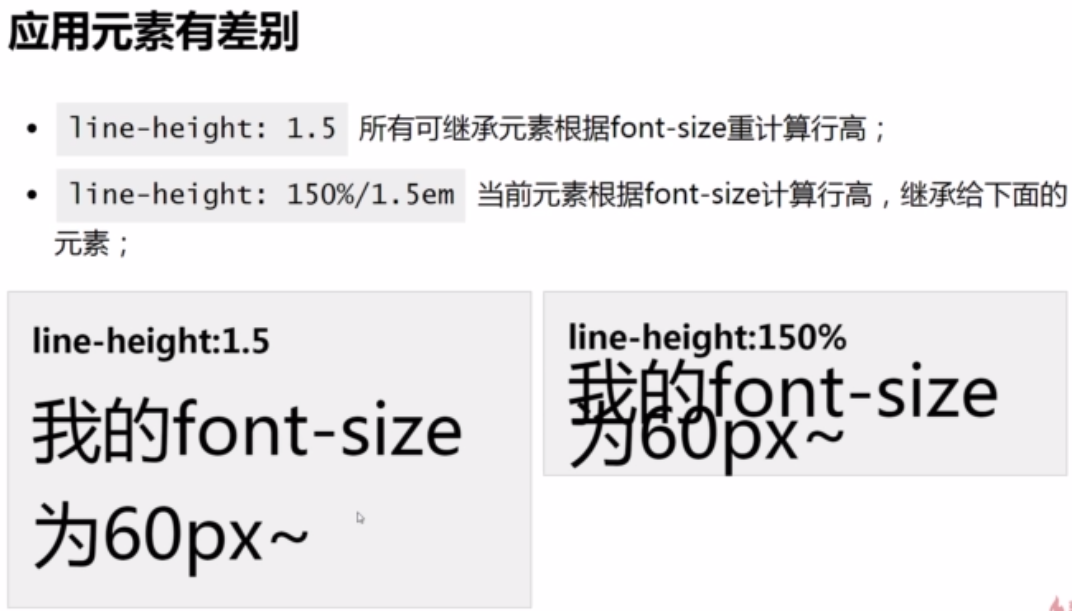 应用元素有差别
line-height: 1.5 所有可继承元素根据font-size重计算行高；
line-height: 150%/1.5em 当前元素根据font-size计算行高，继承给下面的
元素；
line-height:1.5
我的font-size
为60px~
line-height:150%
我的font-size
为60px~